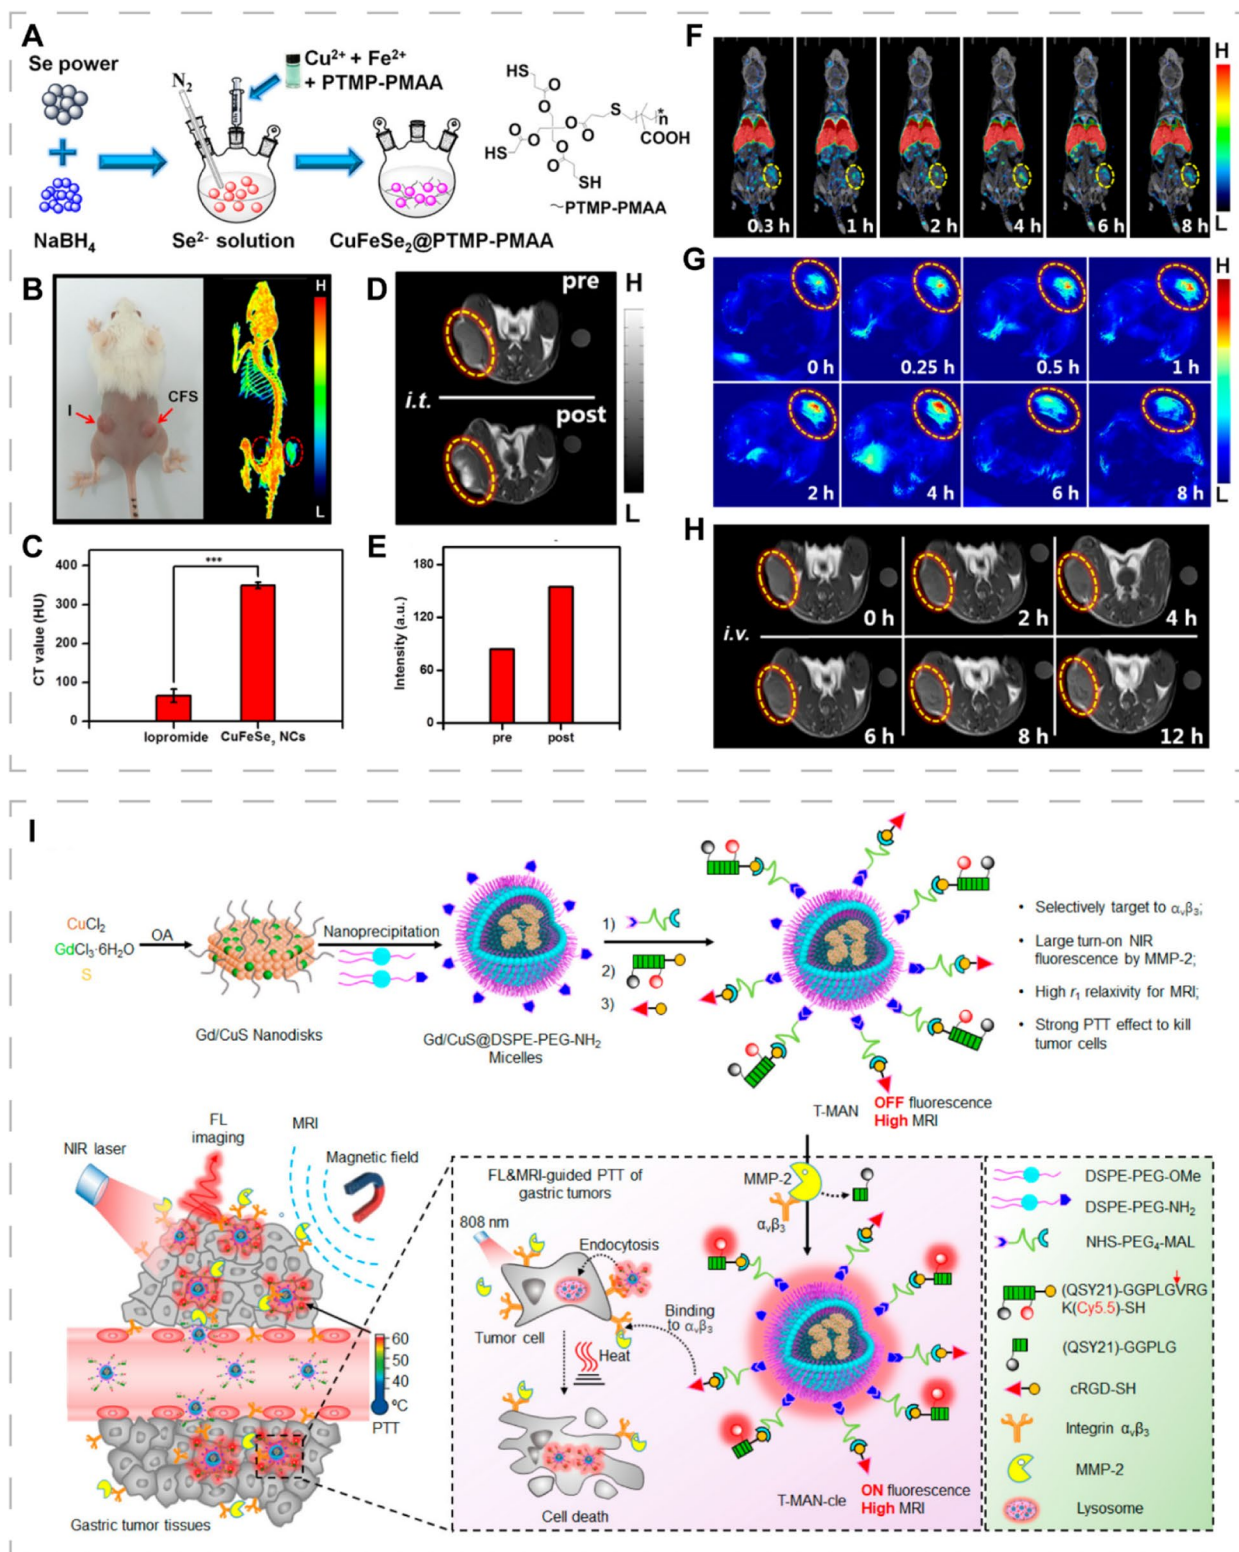 A
Se power
+
NaBH4
N2
Cu2+ + Fe2+
+ PTMP-PMAA
Se2- solution
CuFeSe2@PTMP-PMAA
HS
O
O
O
O
S
*
n
COOH
O
O
HS
O
O
SH
~PTMP-PMAA
B
I
CFS
H
L
C
CT value (HU)
400
300
200
100
0
***
Iopromide
CuFeSe2 NCs
D
pre
i.t.
post
H
L
E
Intensity (a.u.)
180
120
60
0
pre
post
F
0.3 h
1 h
2 h
4 h
6 h
8 h
H
L
G
0 h
0.25 h
0.5 h
1 h
2 h
4 h
6 h
8 h
H
L
H
0 h
2 h
4 h
i.v.
6 h
8 h
12 h
I
CuCl2
GdCl3·6H2O
S
OA
Gd/CuS Nanodisks
Nanoprecipitation
Gd/CuS@DSPE-PEG-NH2
Micelles
1)
2)
3)
T-MAN
OFF fluorescence
High MRI
• Selectively target to αvβ3;
• Large turn-on NIR
fluorescence by MMP-2;
• High r1 relaxivity for MRI;
• Strong PTT effect to kill
tumor cells
NIR laser
FL
imaging
MRI
Magnetic field
60
50
40
ºC
PTT
Gastric tumor tissues
FL&MRI-guided PTT of
gastric tumors
808 nm
Endocytosis
Tumor cell
Binding
to αvβ3
Heat
Cell death
MMP-2
αvβ3
T-MAN-cle
ON fluorescence
High MRI
DSPE-PEG-OMe
DSPE-PEG-NH2
NHS-PEG4-MAL
(QSY21)-GGPLGVRG
K(Cy5.5)-SH
(QSY21)-GGPLG
cRGD-SH
Integrin αvβ3
MMP-2
Lysosome